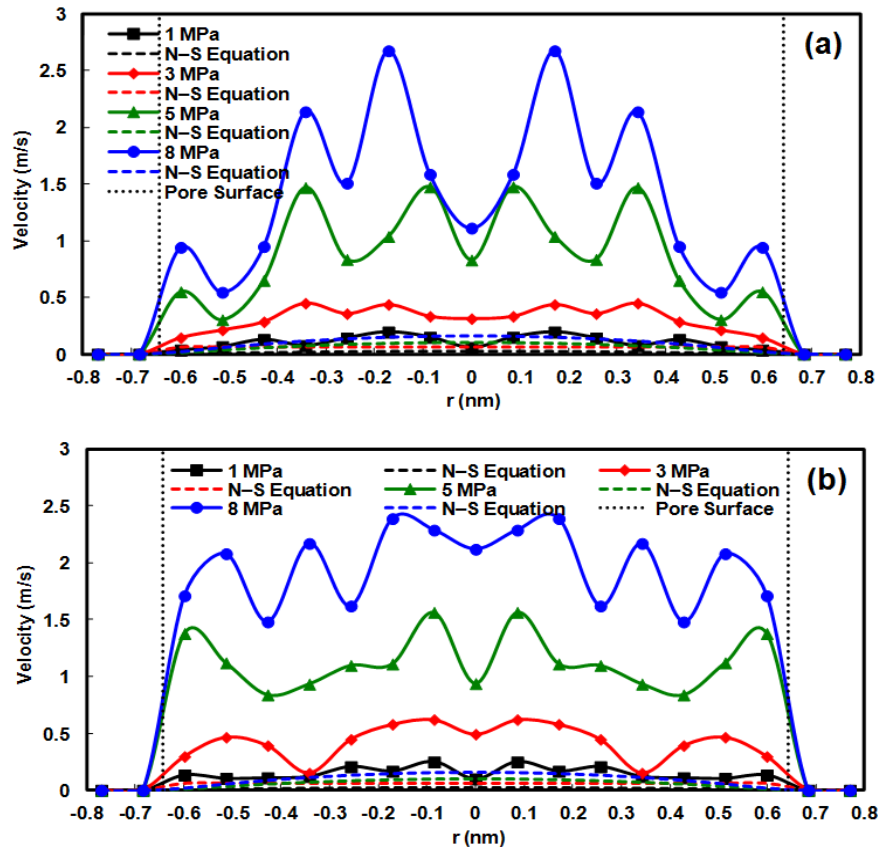 3
(a)
1 MPa
N–S Equation
2.5
3 MPa
N–S Equation
5 MPa
2
N–S Equation
8 MPa
N–S Equation
1.5
Pore Surface
Velocity (m/s)
1
0.5
0
-0.8 -0.7 -0.6 -0.5 -0.4 -0.3 -0.2 -0.1 0 0.1 0.2 0.3 0.4 0.5 0.6 0.7 0.8
r (nm)
3
1 MPa N–S Equation 3 MPa (b)
N–S Equation 5 MPa N–S Equation
2.5
8 MPa N–S Equation Pore Surface
2
1.5
Velocity (m/s)
1
0.5
0
-0.8 -0.7 -0.6 -0.5 -0.4 -0.3 -0.2 -0.1 0 0.1 0.2 0.3 0.4 0.5 0.6 0.7 0.8
r (nm)